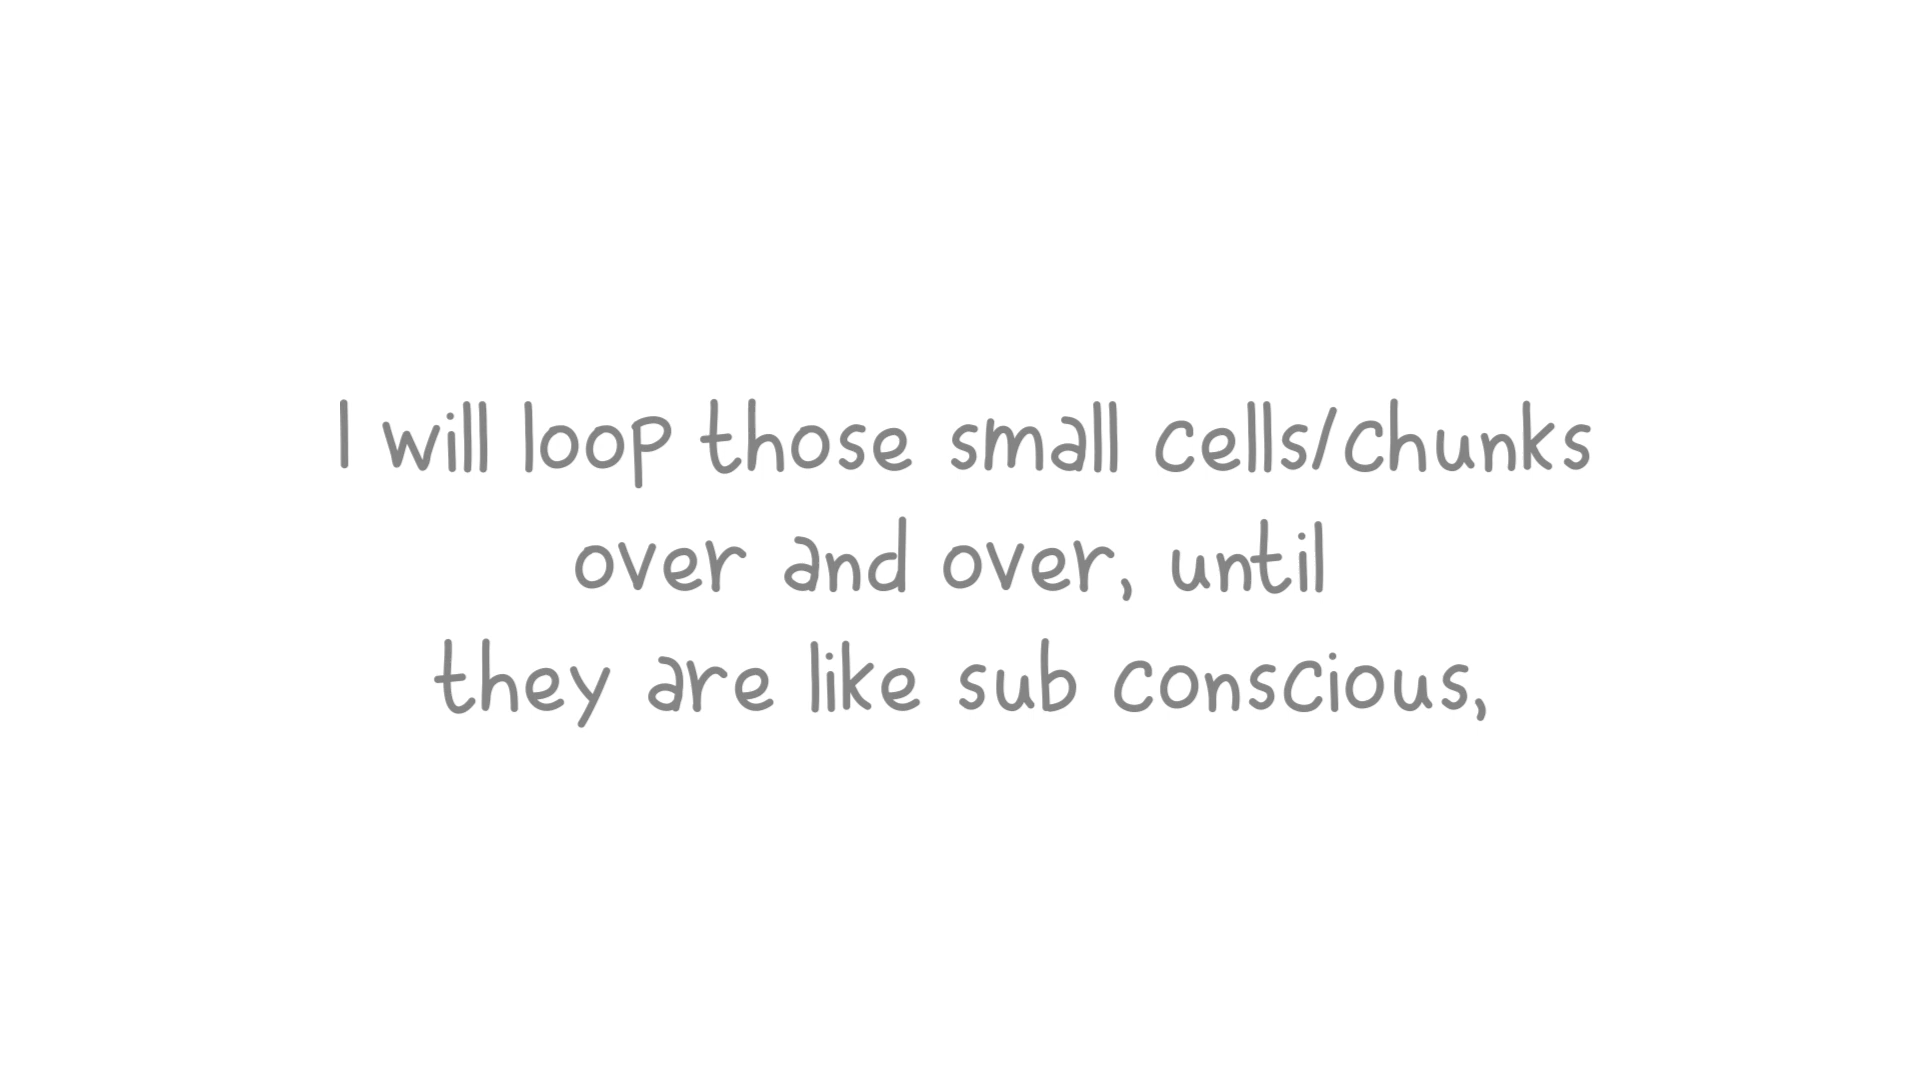 I will loop those small cells/chunks
over and over, until
they are like sub conscious,